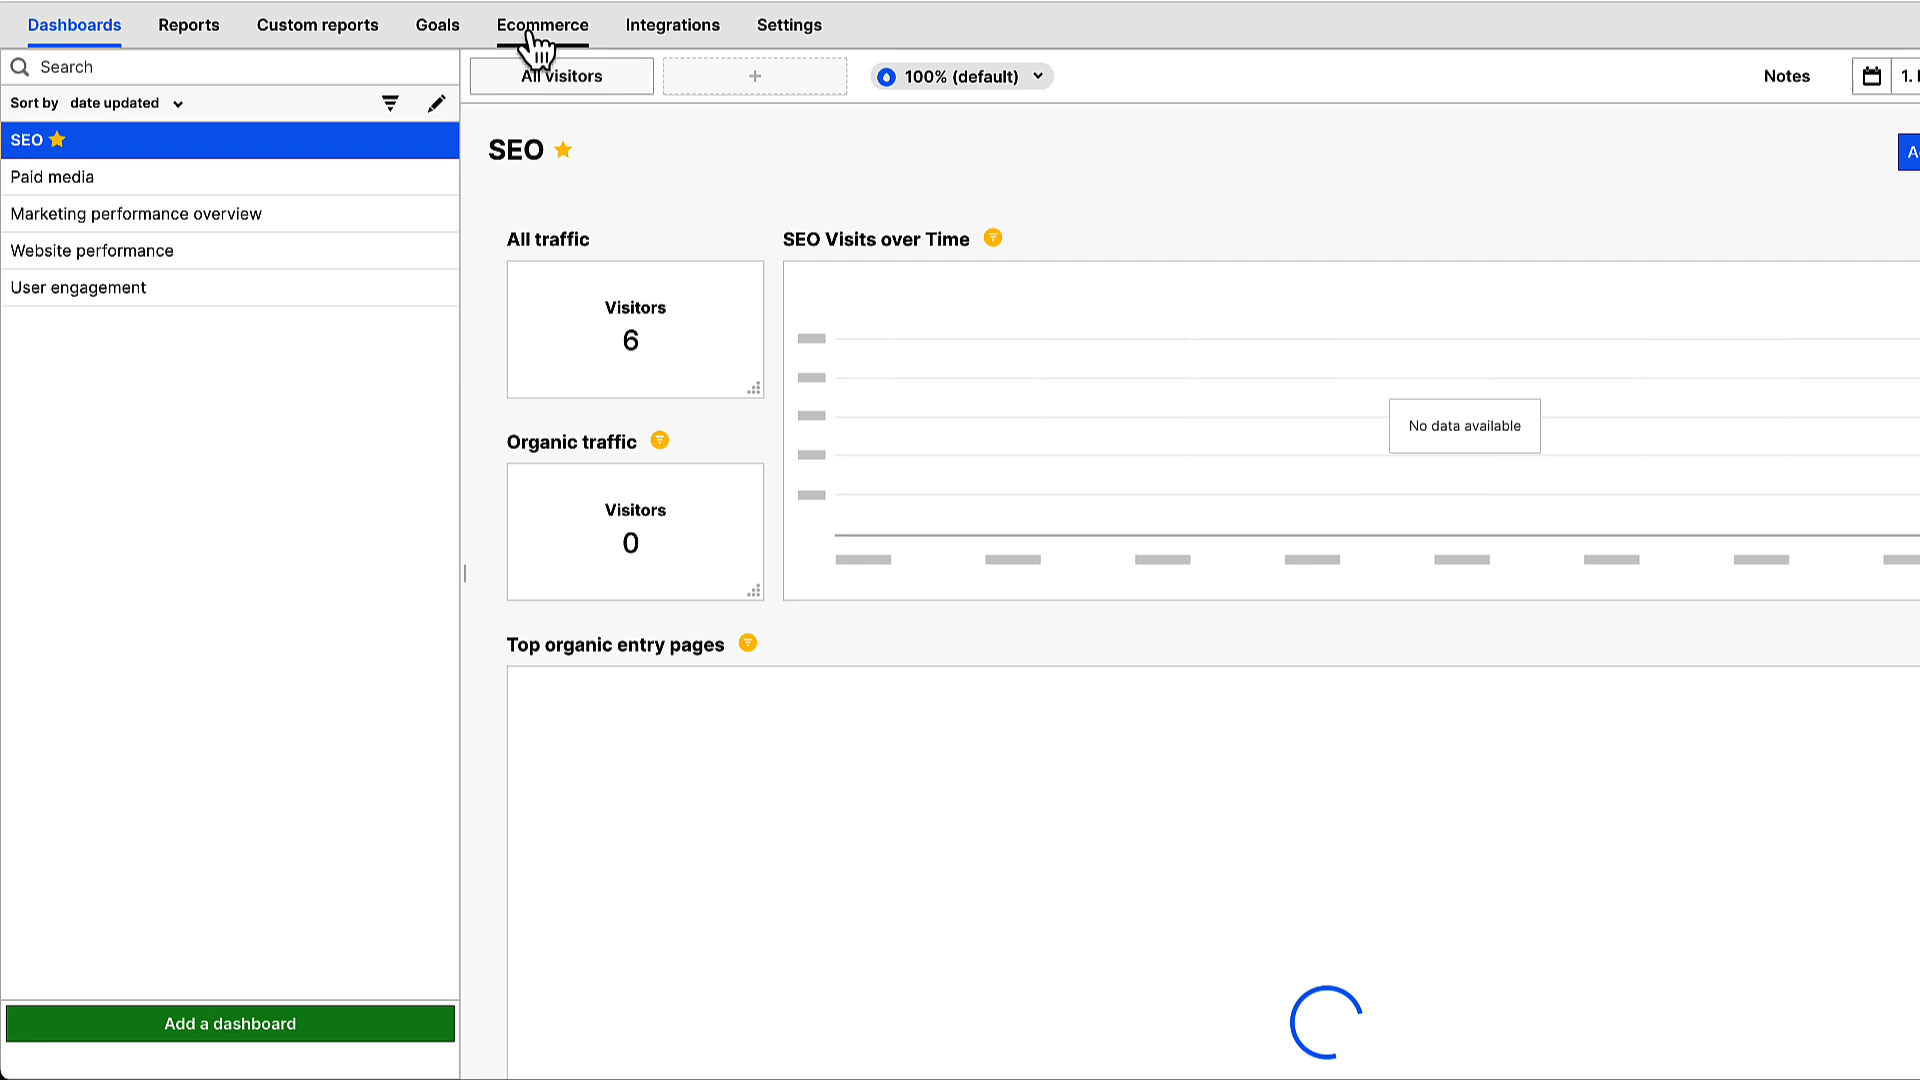 Dashboards Reports Custom reports Goals Ecommerce Integrations Settings
Search
All visitors + 100% (default) Notes 1.
Sort by date updated
SEO
Paid media
Marketing performance overview
Website performance
User engagement
Add a dashboard
SEO
All traffic
Visitors
6
SEO Visits over Time
No data available
Organic traffic
Visitors
0
Top organic entry pages